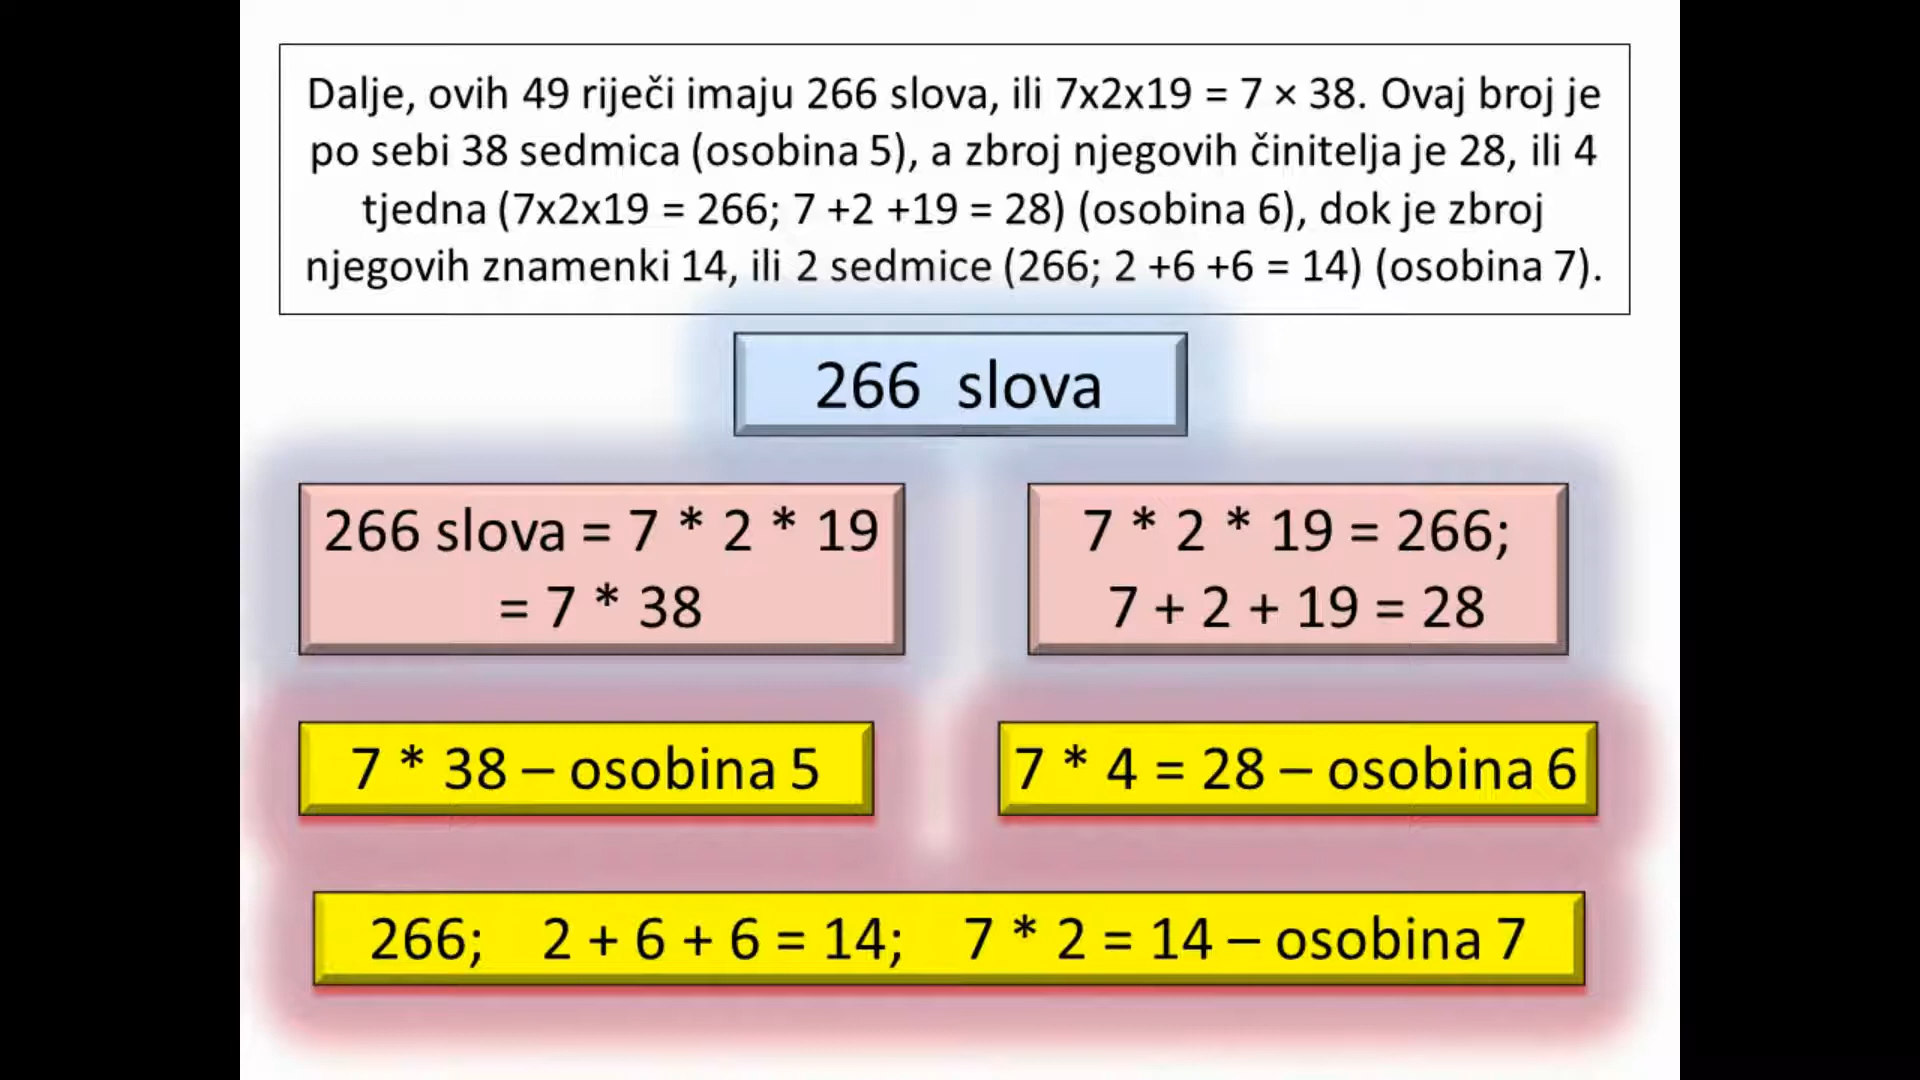 Dalje, ovih 49 riječi imaju 266 slova, ili 7x2x19 = 7 × 38. Ovaj broj je
po sebi 38 sedmica (osobina 5), a zbroj njegovih činitelja je 28, ili 4
tjedna (7x2x19 = 266; 7 +2 +19 = 28) (osobina 6), dok je zbroj
njegovih znamenki 14, ili 2 sedmice (266; 2 +6 +6 = 14) (osobina 7).
266 slova
266 slova = 7 * 2 * 19
= 7 * 38
7 * 2 * 19 = 266;
7 + 2 + 19 = 28
7 * 38 – osobina 5
7 * 4 = 28 – osobina 6
266; 2 + 6 + 6 = 14; 7 * 2 = 14 – osobina 7